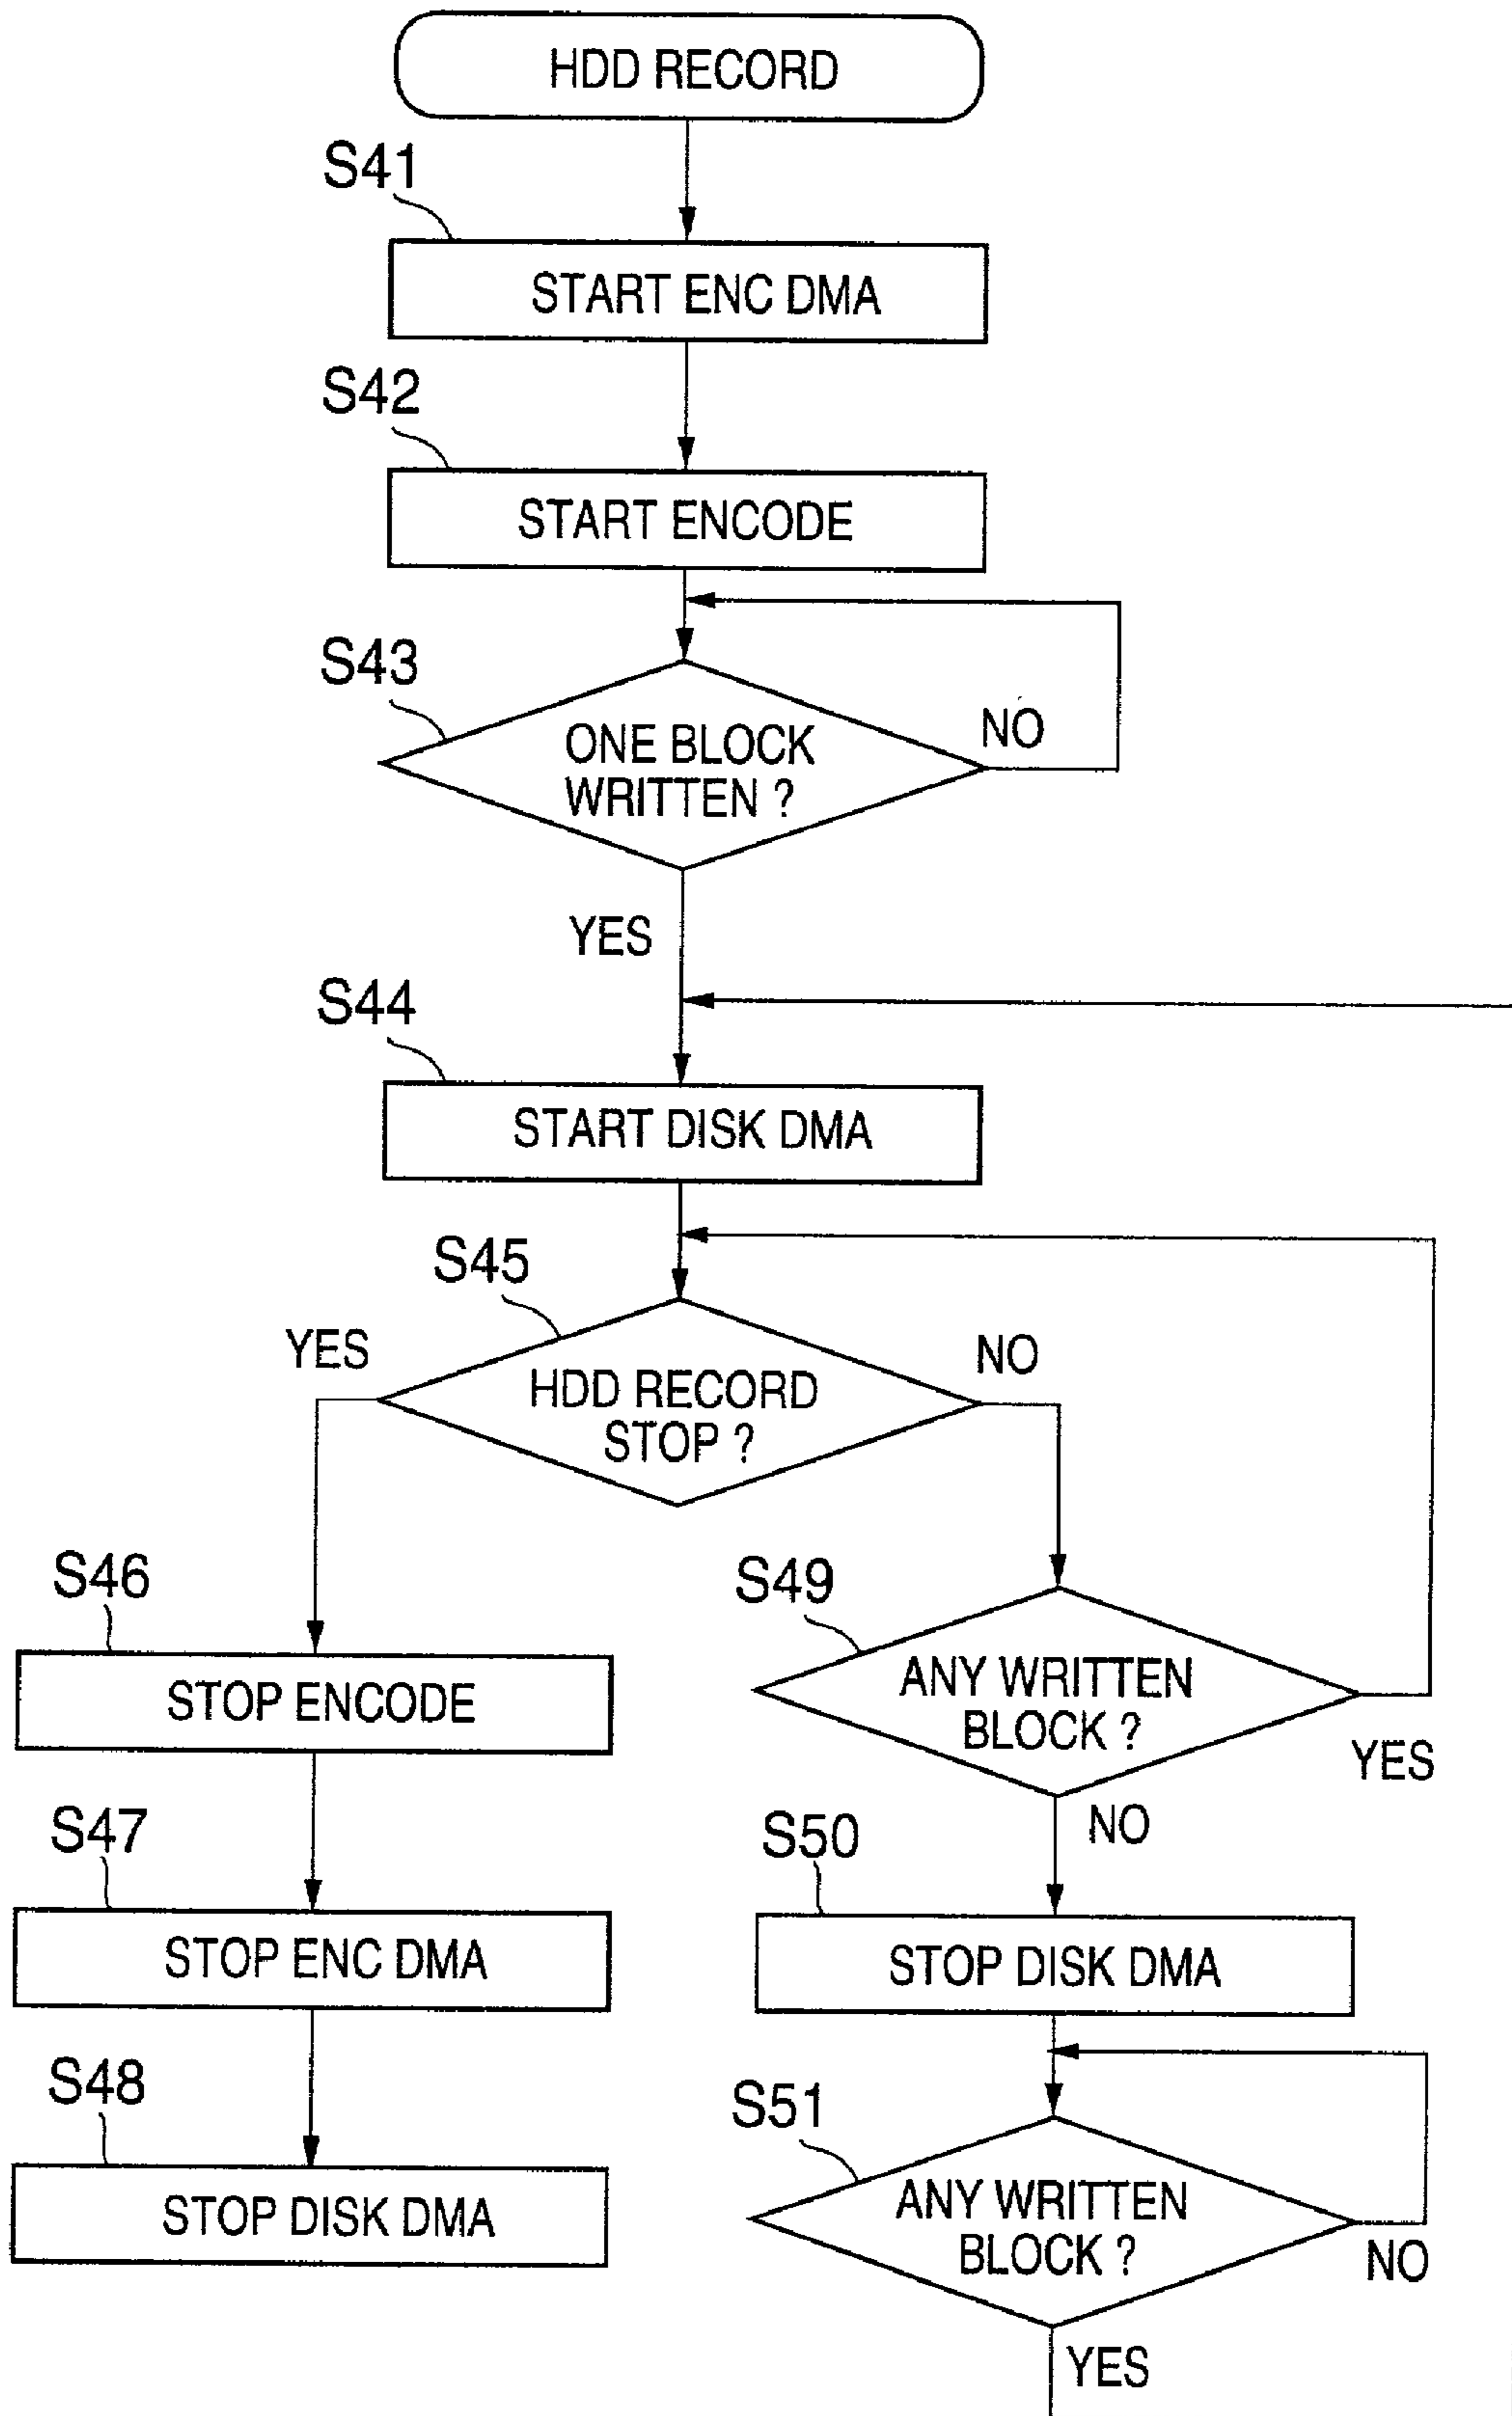 HDD RECORD
S41
START ENC DMA
S42
START ENCODE
S43
ONE BLOCK
WRITTEN ?
NO
YES
S44
START DISK DMA
S45
YES
HDD RECORD
STOP ?
NO
S46
STOP ENCODE
S49
ANY WRITTEN
BLOCK ?
YES
NO
S47
STOP ENC DMA
S50
STOP DISK DMA
S48
STOP DISK DMA
S51
ANY WRITTEN
BLOCK ?
NO
YES